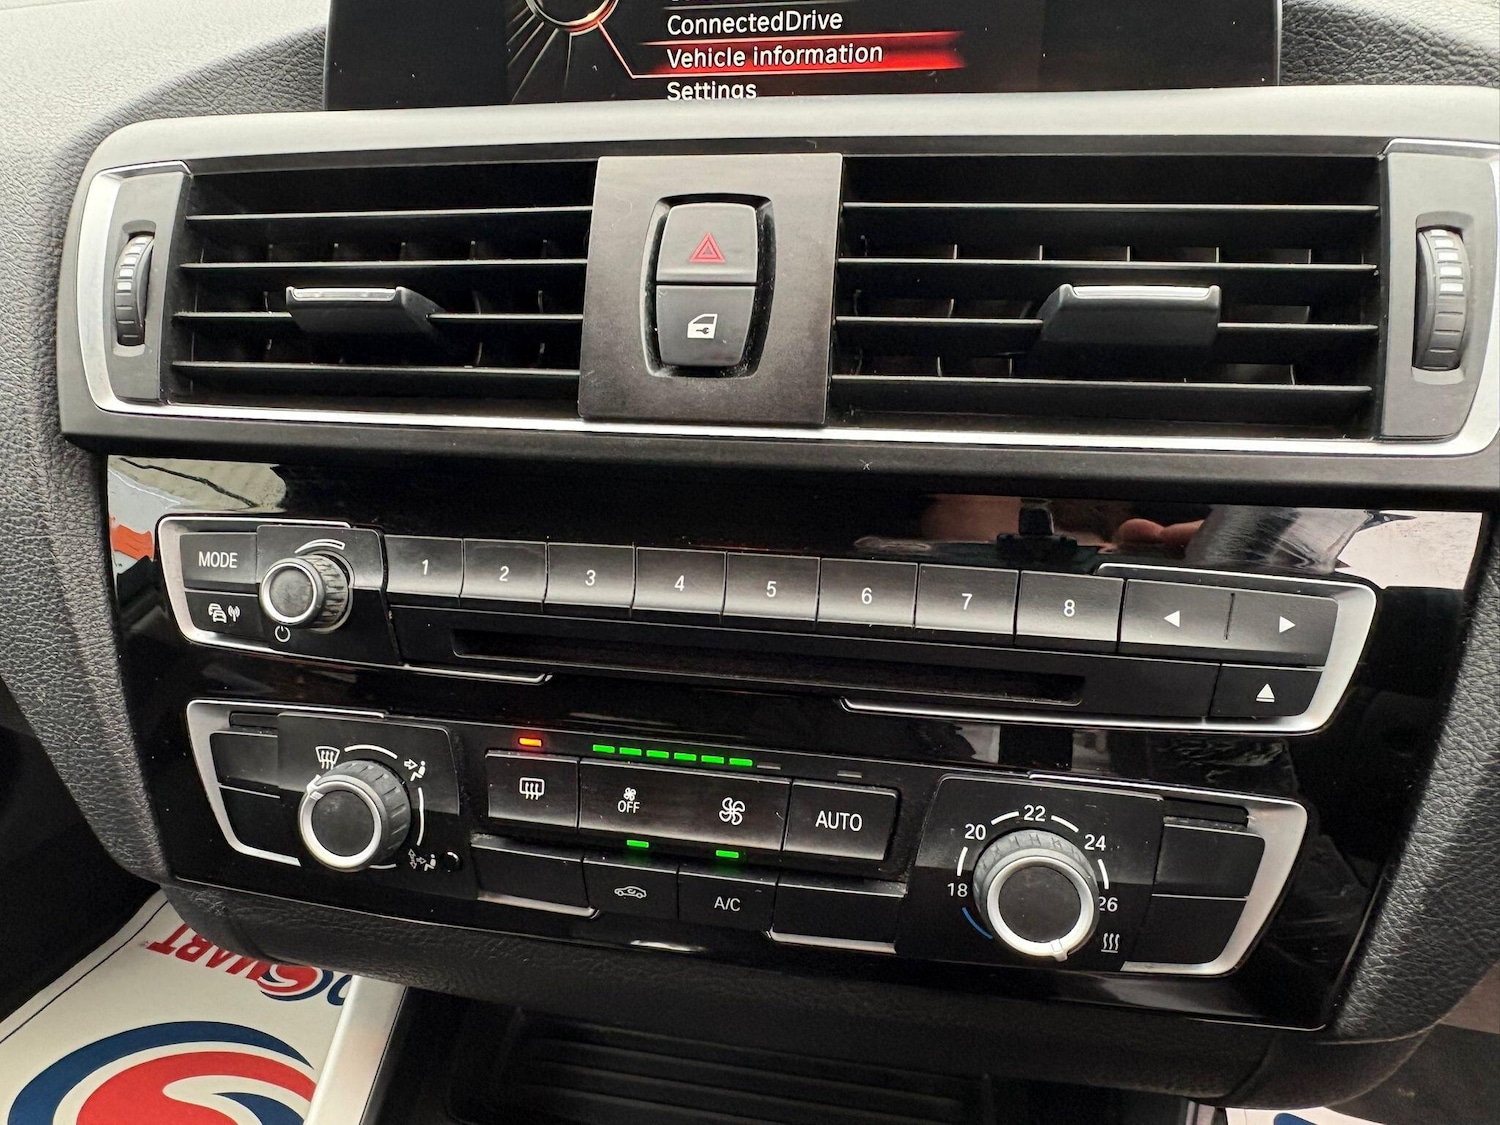 ConnectedDrive
Vehicle information
Settings
MODE
1 2 3 4 5 6 7 8
OFF
AUTO
A/C
18 20 22 24 26